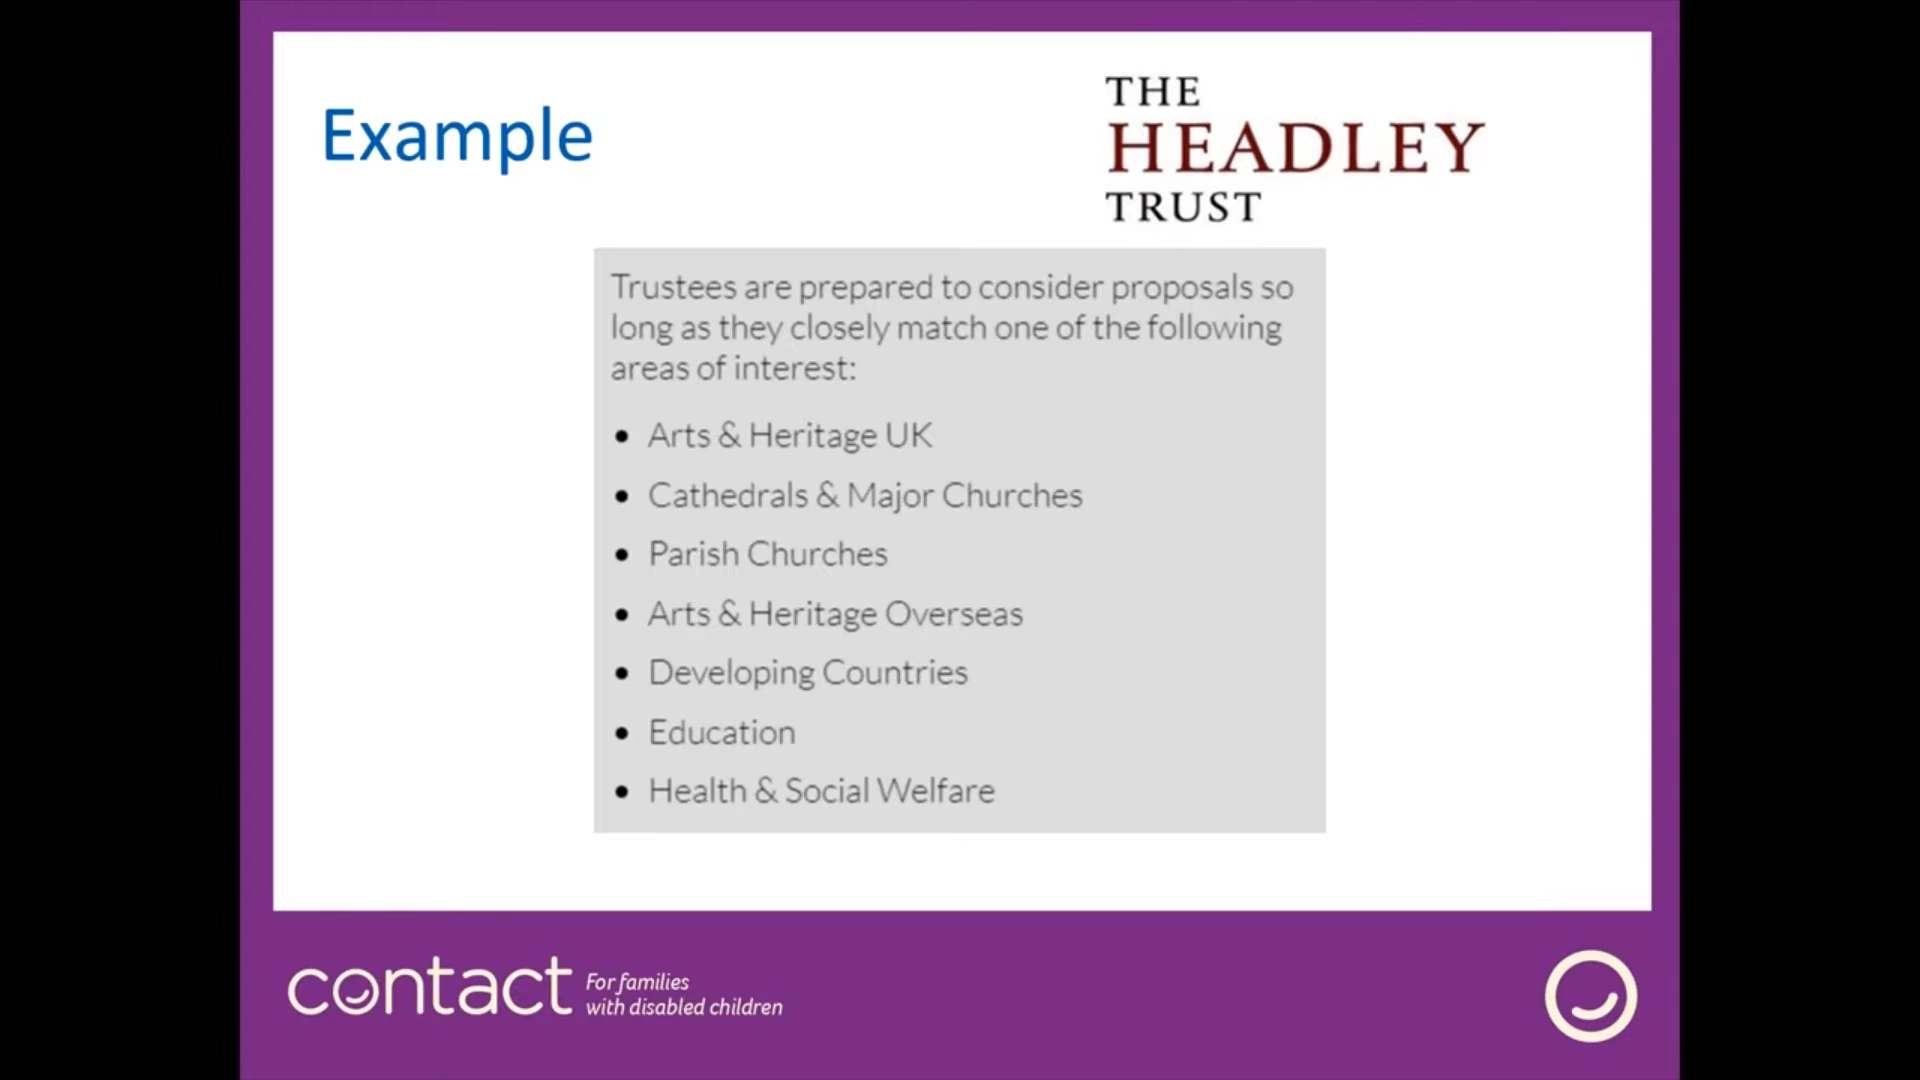 Example
THE
HEADLEY
TRUST
Trustees are prepared to consider proposals so
long as they closely match one of the following
areas of interest:
• Arts & Heritage UK
• Cathedrals & Major Churches
• Parish Churches
• Arts & Heritage Overseas
• Developing Countries
• Education
• Health & Social Welfare
contact
For families
with disabled children